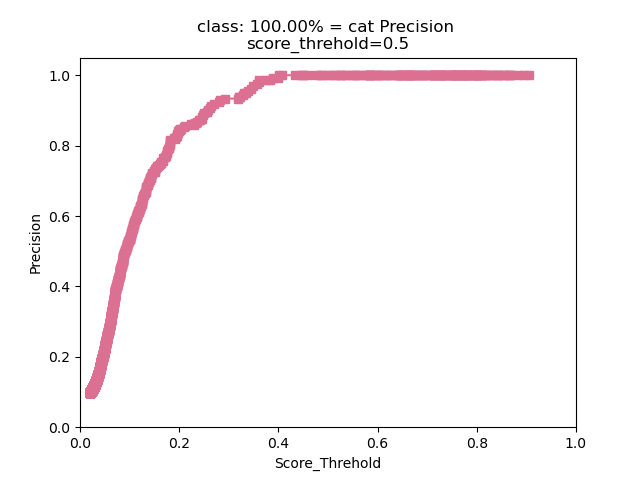 class: 100.00% = cat Precision
score_threhold=0.5
1.0
0.8
0.6
0.4
0.2
0.0
Precision
0.0 0.2 0.4 0.6 0.8 1.0
Score_Threhold